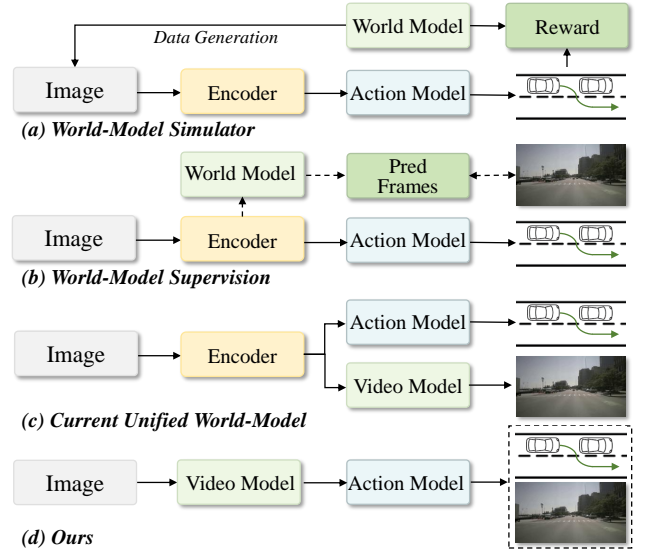 World Model
Reward
Data Generation
Image
Encoder
Action Model
(a) World-Model Simulator
World Model
Pred
Frames
Image
Encoder
Action Model
(b) World-Model Supervision
Action Model
Image
Encoder
Video Model
(c) Current Unified World-Model
Image
Video Model
Action Model
(d) Ours